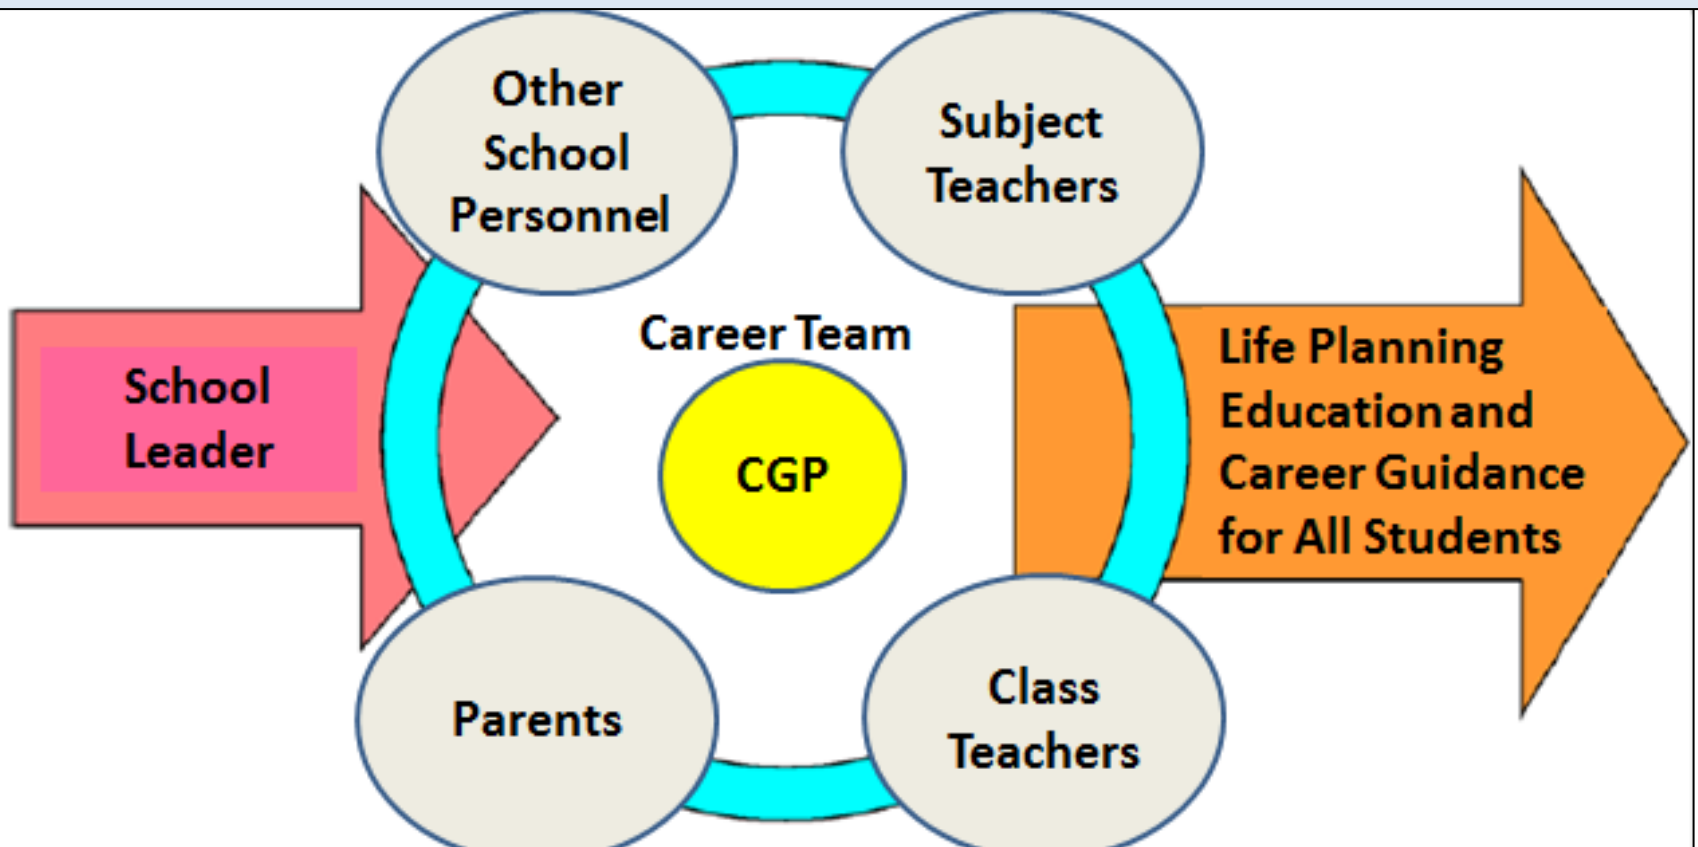 Other
School
Personnel
Subject
Teachers
Career Team
School
Leader
CGP
Life Planning
Education and
Career Guidance
for All Students
Parents
Class
Teachers